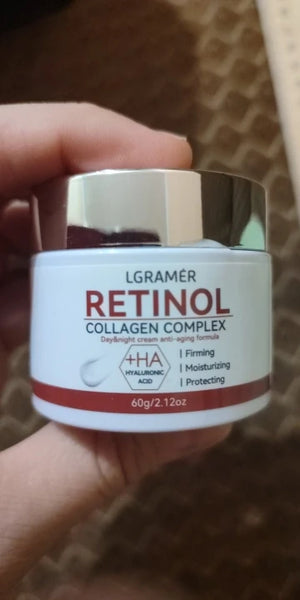 LGRAMÉR
RETINOL
COLLAGEN COMPLEX
Day&night cream anti-aging formula
+HA
HYALURONIC
ACID
| Firming
| Moisturizing
| Protecting
60g/2.12oz